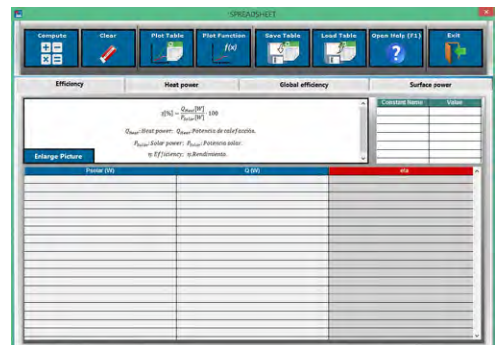 SPREADSHEET
Compute Clear Plot Table Plot Function Save Table Load Table Open Help (F1) Exit
f(x)
Efficiency Heat power Global efficiency Surface power
η[%] = Q_Heat[W] / P_Solar[W] · 100
Q_Heat: Heat power; Q_Heat: Potencia de calefacción.
P_Solar: Solar power; P_Solar: Potencia solar.
η: Efficiency; η: Rendimiento.
Constant Name Value
Enlarge Picture
Psolar (W) Q (W) eta